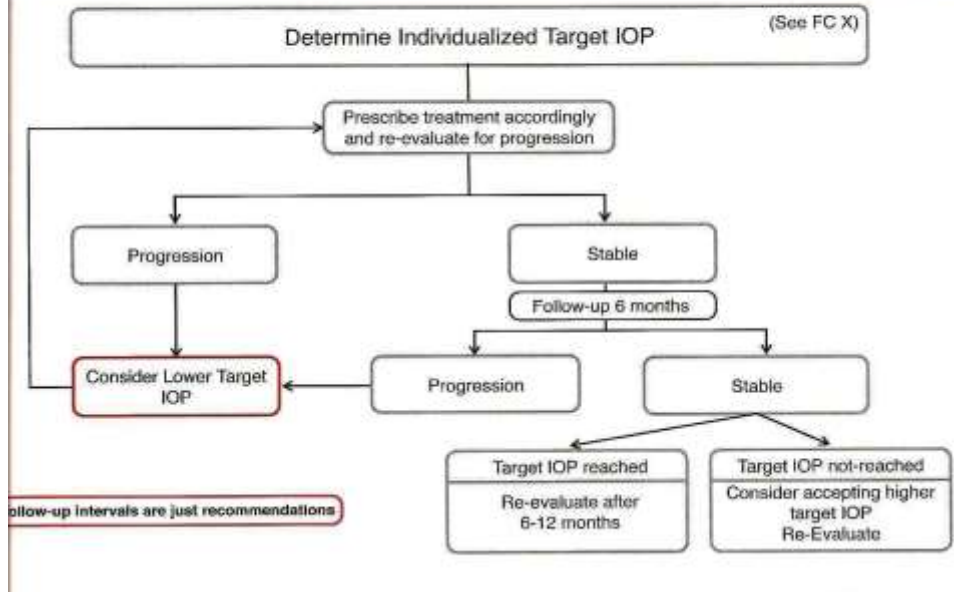 Determine Individualized Target IOP
(See FC X)
Prescribe treatment accordingly
and re-evaluate for progression
Progression
Stable
Follow-up 6 months
Consider Lower Target
IOP
Progression
Stable
Target IOP reached
Re-evaluate after
6-12 months
Target IOP not-reached
Consider accepting higher
target IOP
Re-Evaluate
ollow-up intervals are just recommendations